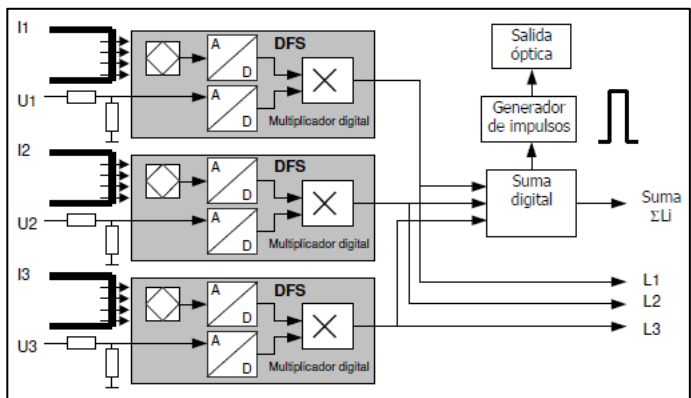 I1
U1
A
D
A
D
DFS
Multiplicador digital
I2
U2
A
D
A
D
DFS
Multiplicador digital
I3
U3
A
D
A
D
DFS
Multiplicador digital
Salida
óptica
Generador
de impulsos
Suma
digital
Suma
ΣLi
L1
L2
L3